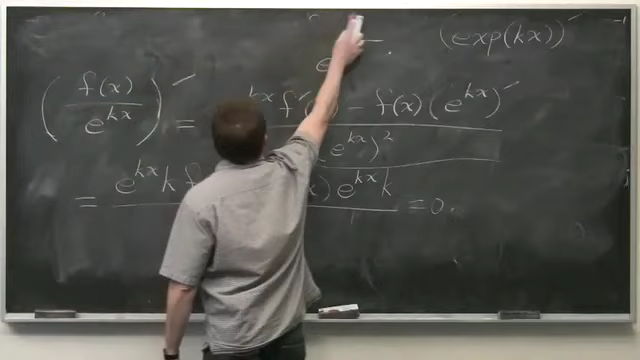 e . (exp(kx))′
(f(x)/e^{kx})′ = ^{kx} f′( ) − f(x)(e^{kx})′ / (e^{kx})²
= e^{kx} k f x) e^{kx} k = 0.